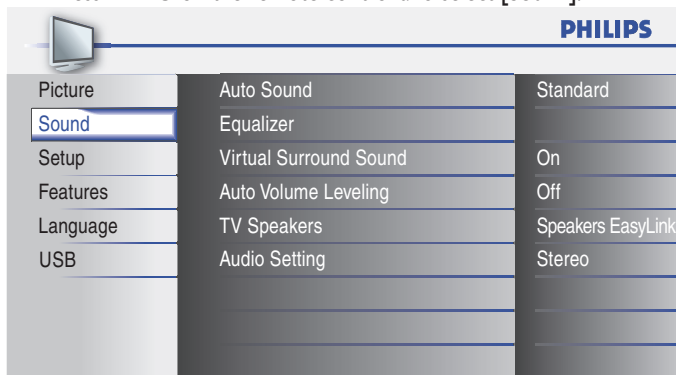 PHILIPS
Picture Auto Sound Standard
Sound Equalizer
Setup Virtual Surround Sound On
Features Auto Volume Leveling Off
Language TV Speakers Speakers EasyLink
USB Audio Setting Stereo